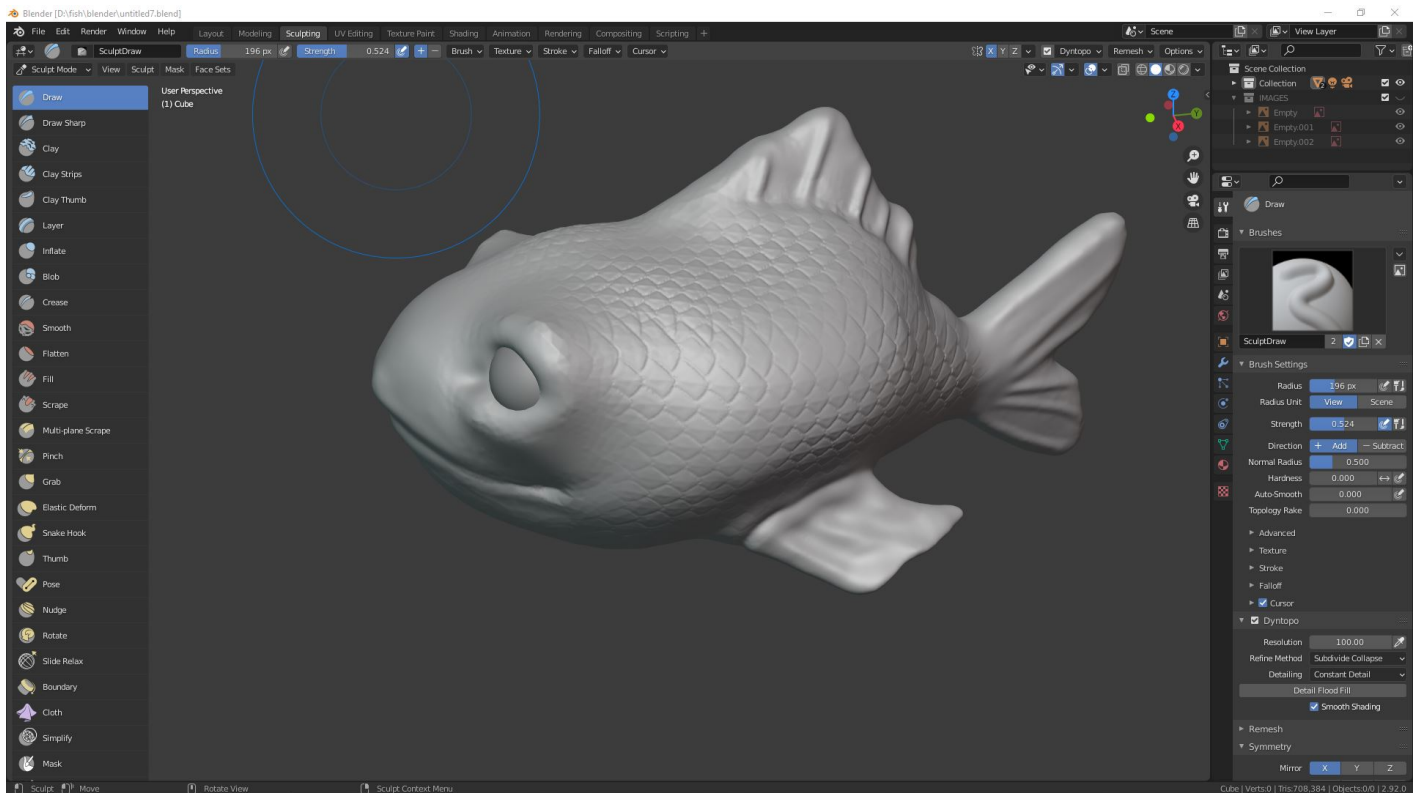 Blender [D:\fish\blender\untitled7.blend]
File Edit Render Window Help Layout Modeling Sculpting UV Editing Texture Paint Shading Animation Rendering Compositing Scripting + Scene View Layer
SculptDraw Radius 196 px Strength 0.524 + − Brush Texture Stroke Falloff Cursor X Y Z Dyntopo Remesh Options
Sculpt Mode View Sculpt Mask Face Sets
User Perspective
(1) Cube
Draw
Draw Sharp
Clay
Clay Strips
Clay Thumb
Layer
Inflate
Blob
Crease
Smooth
Flatten
Fill
Scrape
Multi-plane Scrape
Pinch
Grab
Elastic Deform
Snake Hook
Thumb
Pose
Nudge
Rotate
Slide Relax
Boundary
Cloth
Simplify
Mask
Z
Y
X
Scene Collection
Collection 2
IMAGES
Empty
Empty.001
Empty.002
Draw
Brushes
SculptDraw 2
Brush Settings
Radius 196 px
Radius Unit View Scene
Strength 0.524
Direction + Add − Subtract
Normal Radius 0.500
Hardness 0.000
Auto-Smooth 0.000
Topology Rake 0.000
Advanced
Texture
Stroke
Falloff
Cursor
Dyntopo
Resolution 100.00
Refine Method Subdivide Collapse
Detailing Constant Detail
Detail Flood Fill
Smooth Shading
Remesh
Symmetry
Mirror X Y Z
Sculpt Move Rotate View Sculpt Context Menu Cube | Verts:0 | Tris:708,384 | Objects:0/0 | 2.92.0